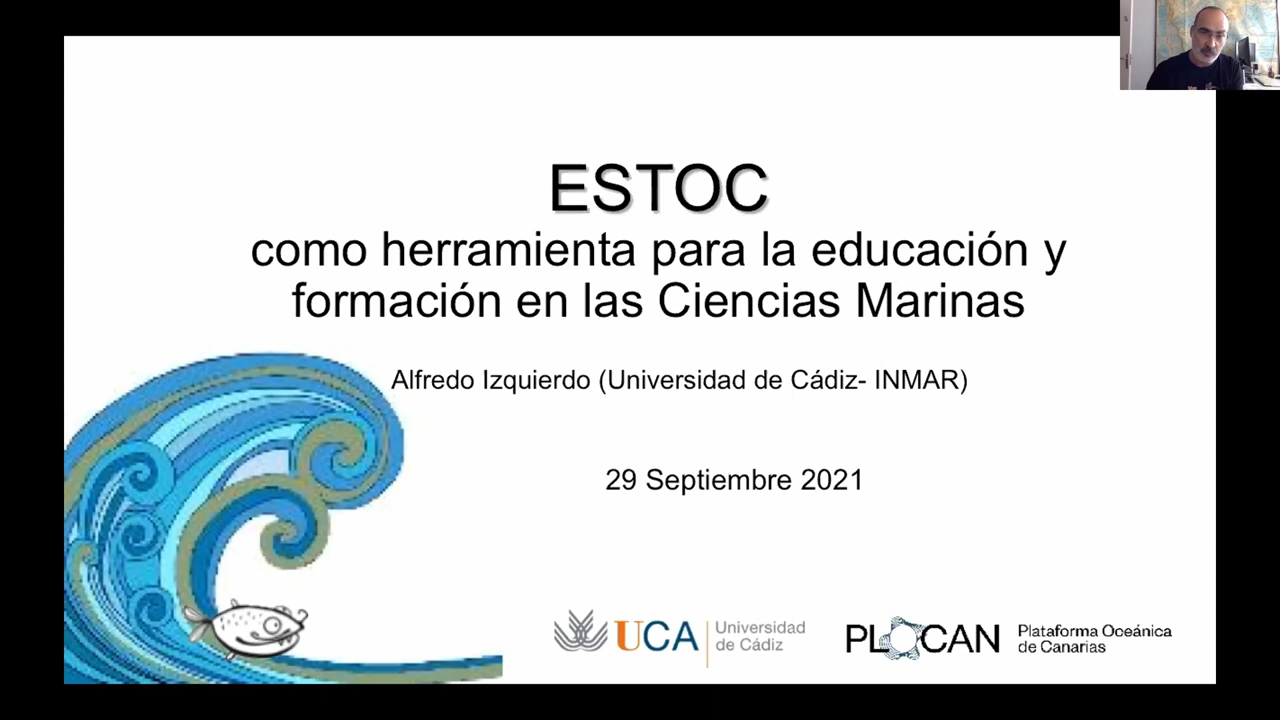 ESTOC
como herramienta para la educación y
formación en las Ciencias Marinas
Alfredo Izquierdo (Universidad de Cádiz- INMAR)
29 Septiembre 2021
UCA Universidad
de Cádiz
PLOCAN Plataforma Oceánica
de Canarias